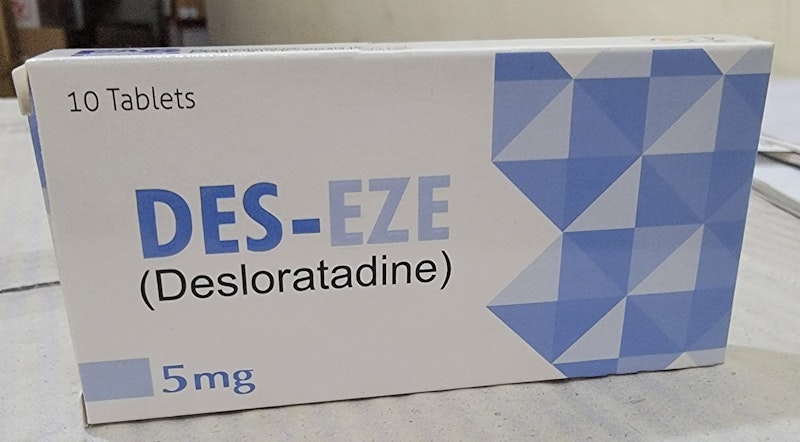 10 Tablets
DES-EZE
(Desloratadine)
5mg